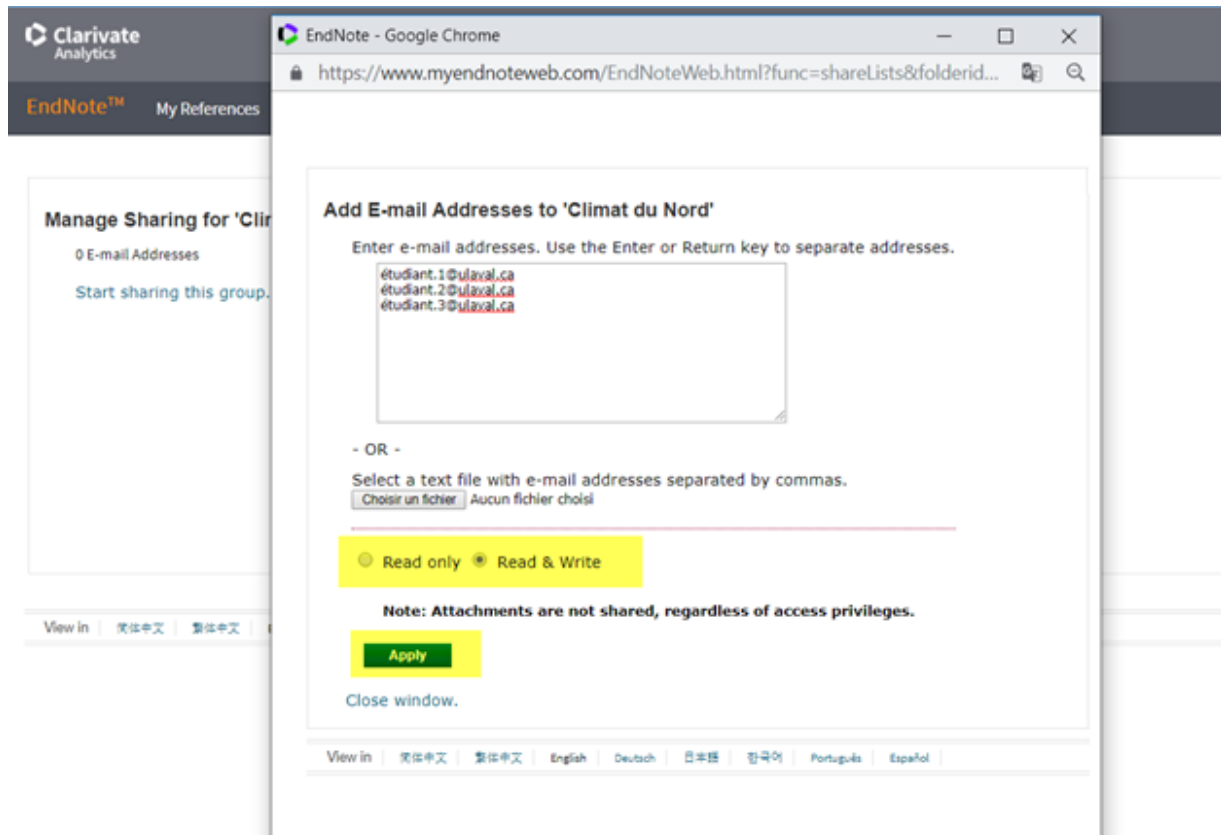 Clarivate
Analytics
EndNote - Google Chrome
https://www.myendnoteweb.com/EndNoteWeb.html?func=shareLists&folderid...
EndNote™ My References
Manage Sharing for 'Clir
0 E-mail Addresses
Start sharing this group.
Add E-mail Addresses to 'Climat du Nord'
Enter e-mail addresses. Use the Enter or Return key to separate addresses.
étudiant.1@ulaval.ca
étudiant.2@ulaval.ca
étudiant.3@ulaval.ca
- OR -
Select a text file with e-mail addresses separated by commas.
Choisir un fichier Aucun fichier choisi
Read only Read & Write
Note: Attachments are not shared, regardless of access privileges.
Apply
Close window.
View in 简体中文 繁体中文
View in 简体中文 繁体中文 English Deutsch 日本語 한국어 Português Español